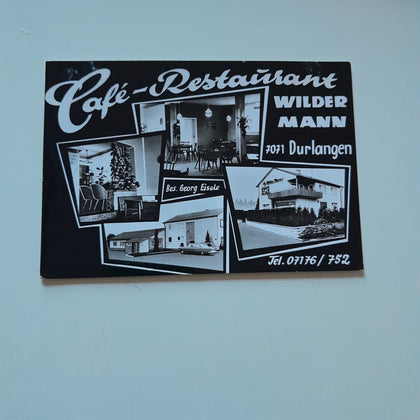 Café-Restaurant
WILDER
MANN
7071 Durlangen
Bes. Georg Eisele
Tel. 07176/752